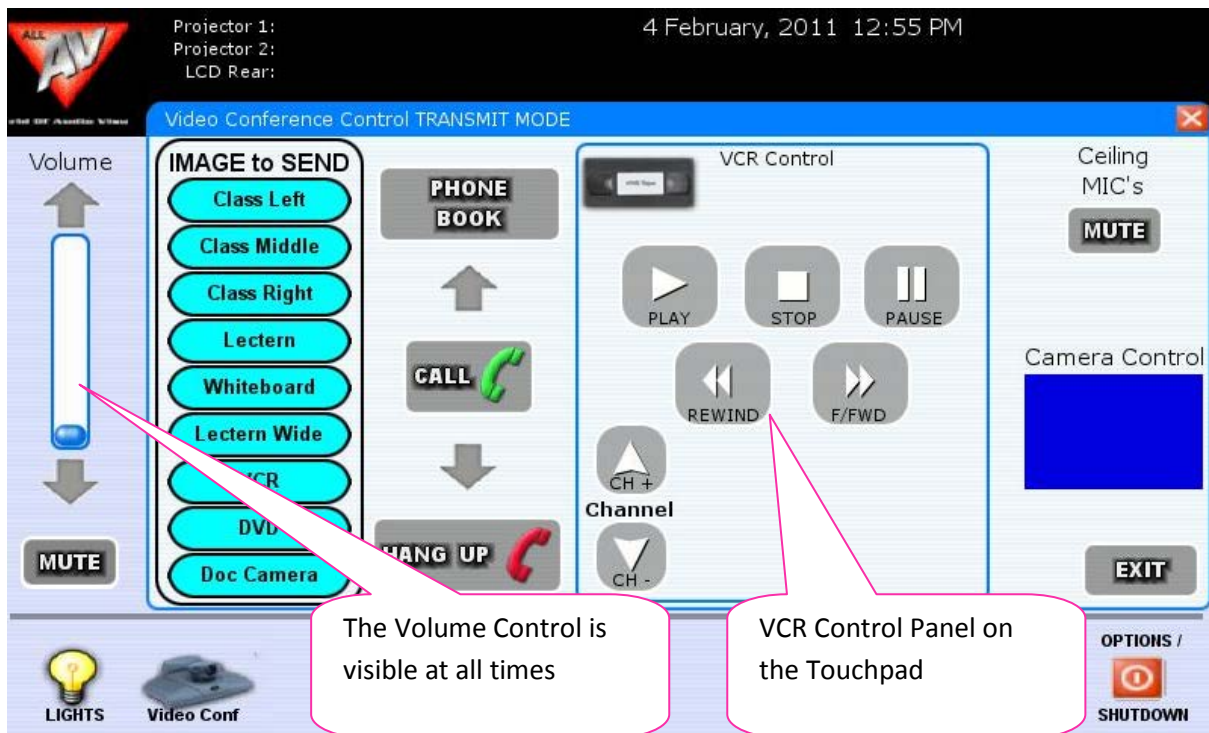 ALL
AV
Projector 1:
Projector 2:
LCD Rear:
4 February, 2011 12:55 PM
Video Conference Control TRANSMIT MODE
Volume
MUTE
IMAGE to SEND
Class Left
Class Middle
Class Right
Lectern
Whiteboard
Lectern Wide
VCR
DVD
Doc Camera
PHONE
BOOK
CALL
HANG UP
VCR Control
PLAY
STOP
PAUSE
REWIND
F/FWD
CH +
Channel
CH -
Ceiling
MIC's
MUTE
Camera Control
EXIT
The Volume Control is
visible at all times
VCR Control Panel on
the Touchpad
LIGHTS
Video Conf
OPTIONS /
SHUTDOWN